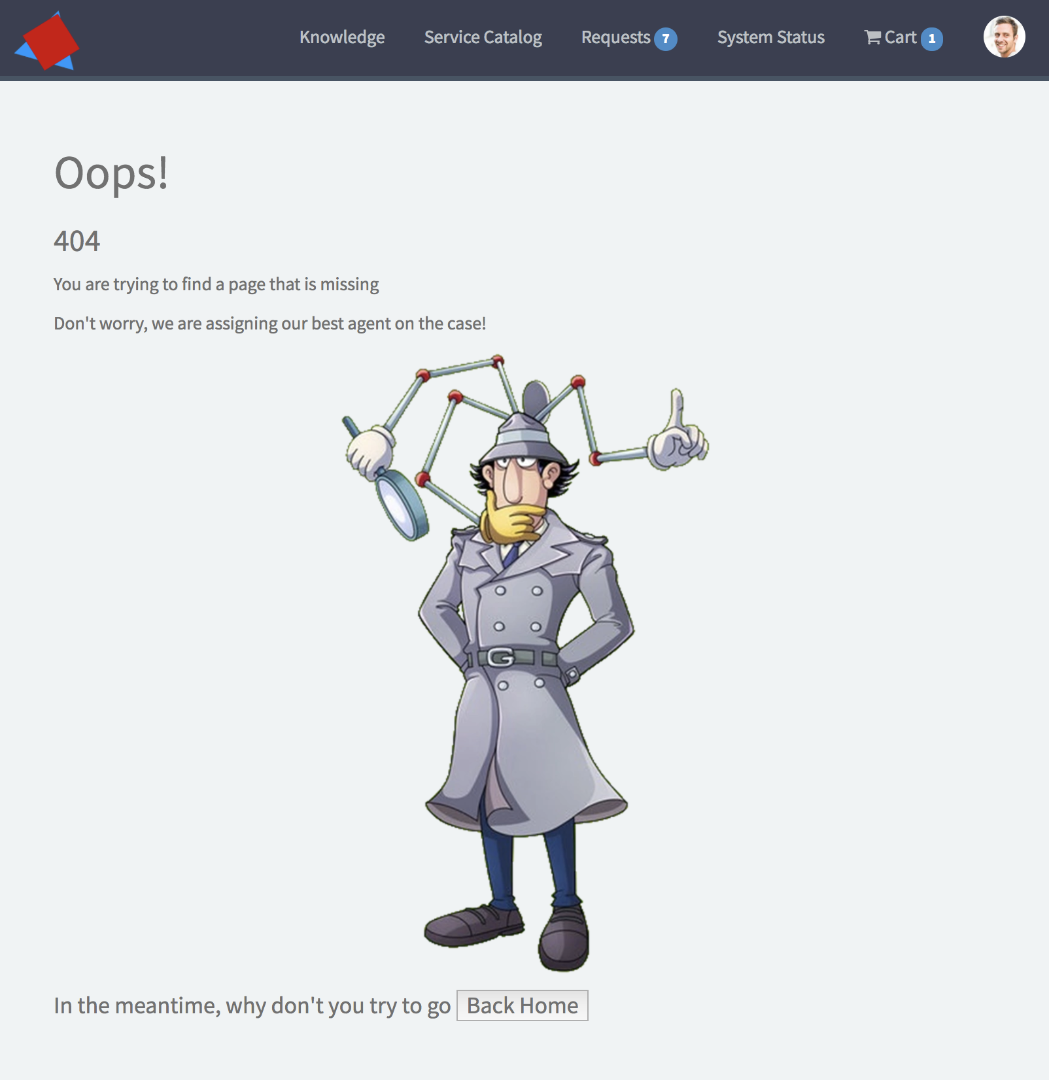 Knowledge Service Catalog Requests 7 System Status Cart 1
Oops!
404
You are trying to find a page that is missing
Don't worry, we are assigning our best agent on the case!
G
In the meantime, why don't you try to go Back Home